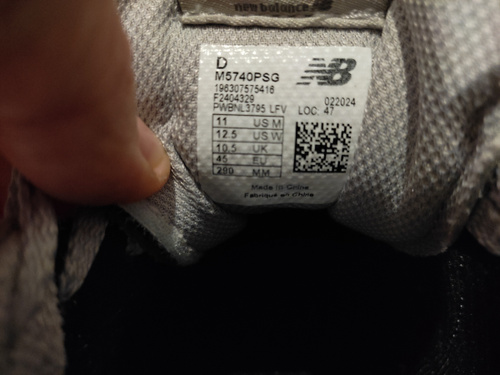 new balance
D
M5740PSG
196307575416
F2404329
PWBNL3795 LFV
022024
LOC. 47
11 US M
12.5 US W
10.5 UK
45 EU
290 MM
Made in China
Fabriqué en Chine